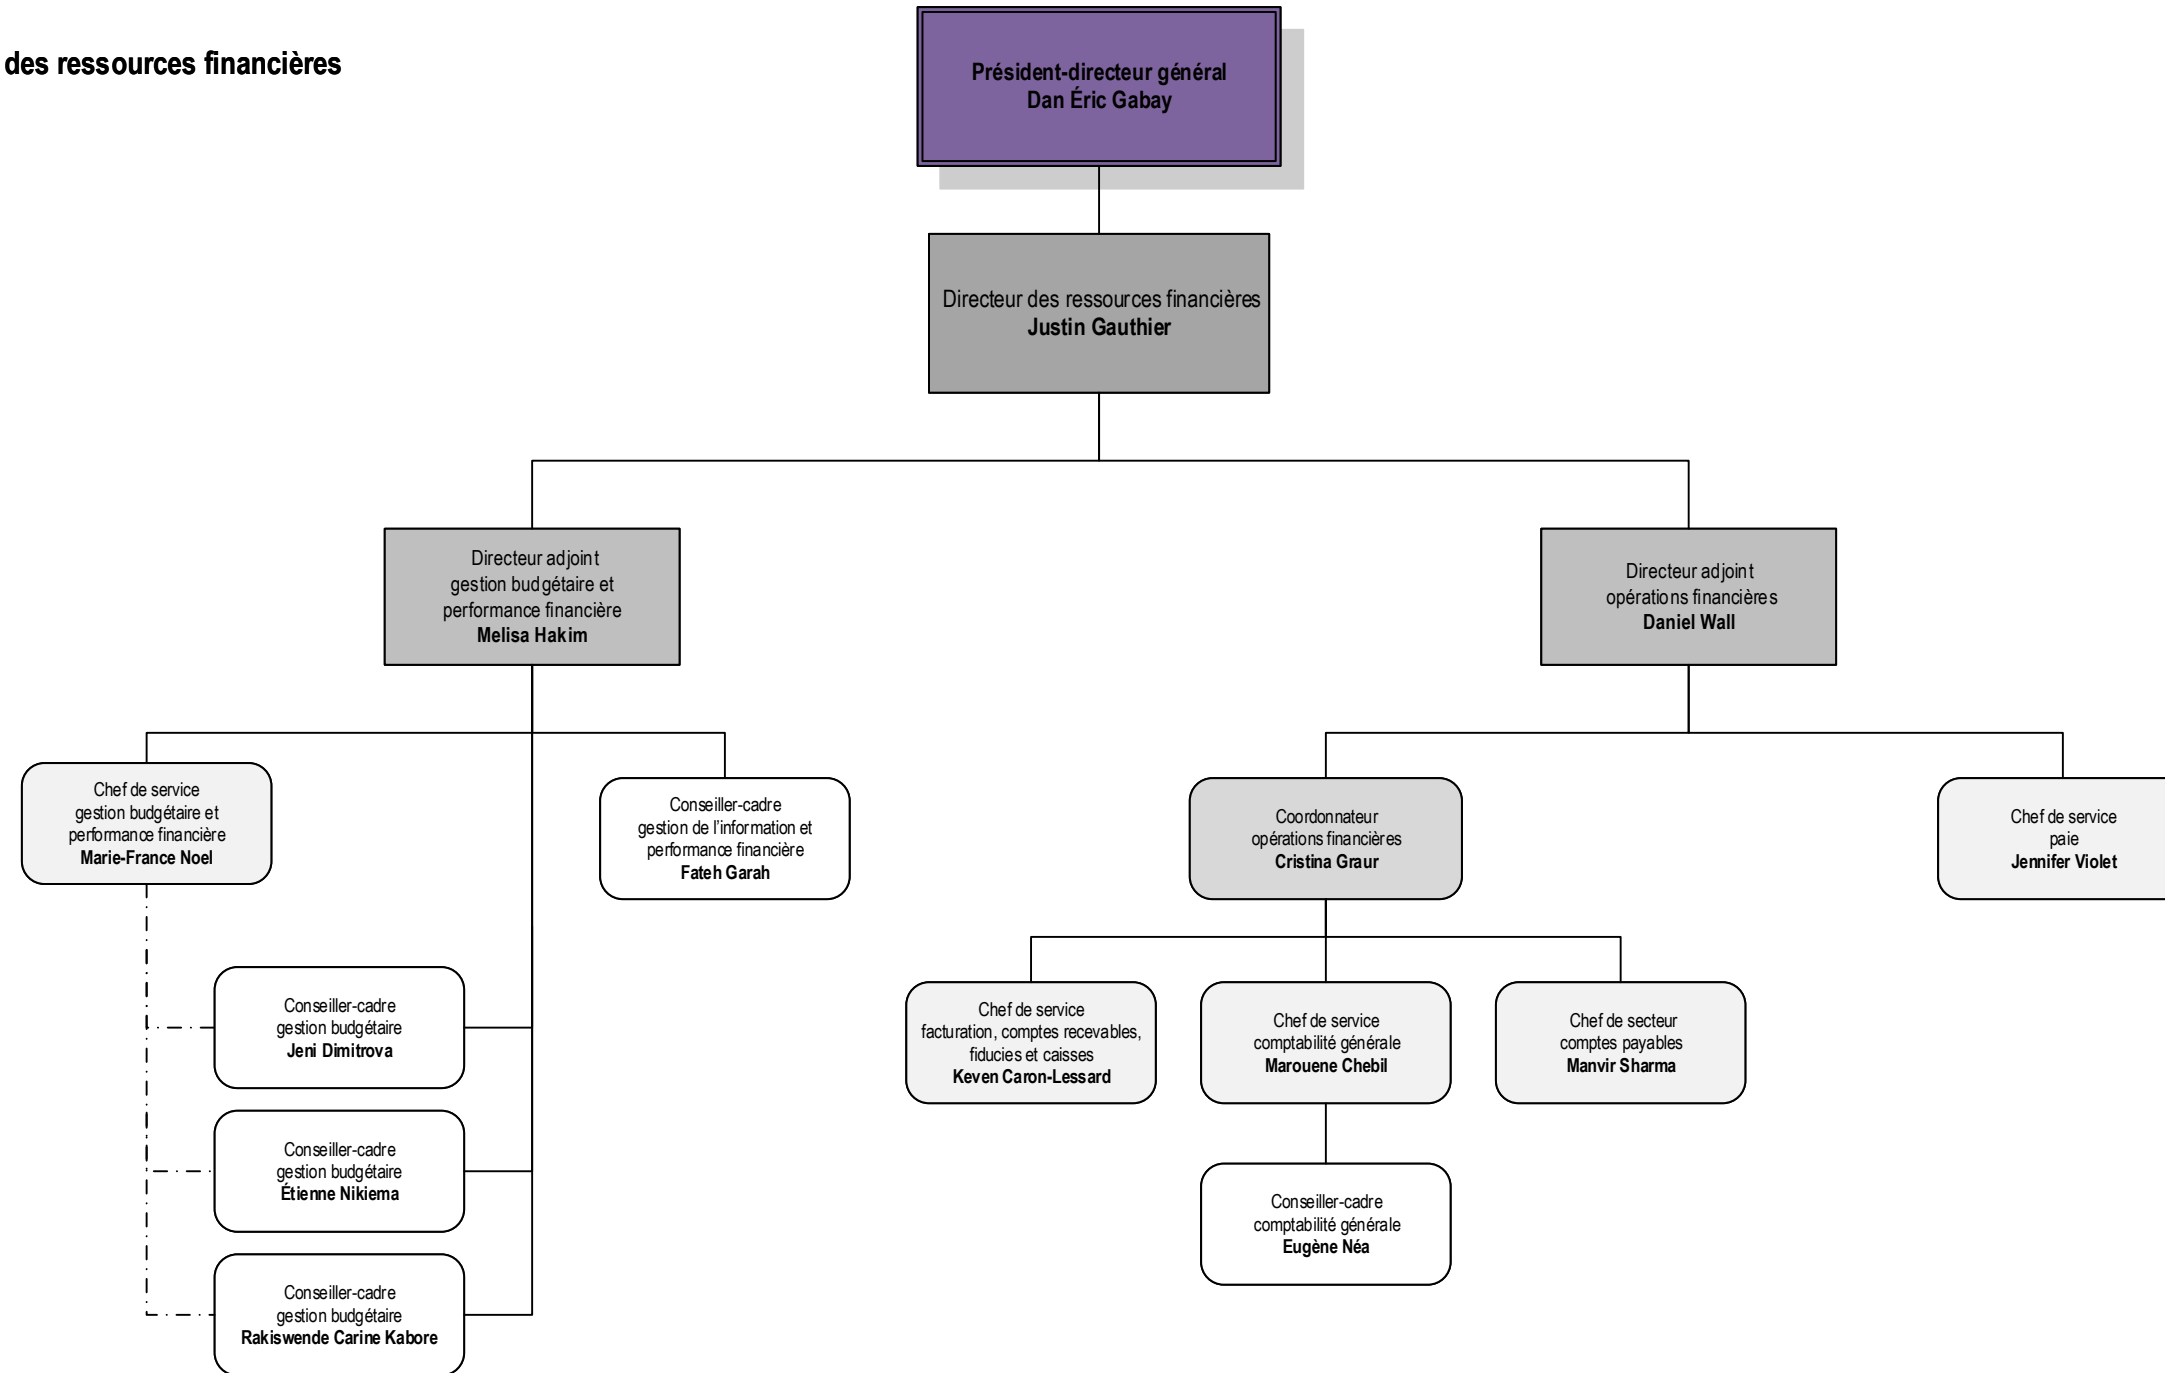 des ressources financières
Président-directeur général
Dan Éric Gabay
Directeur des ressources financières
Justin Gauthier
Directeur adjoint
gestion budgétaire et
performance financière
Melisa Hakim
Directeur adjoint
opérations financières
Daniel Wall
Chef de service
gestion budgétaire et
performance financière
Marie-France Noel
Conseiller-cadre
gestion de l'information et
performance financière
Fateh Garah
Coordonnateur
opérations financières
Cristina Graur
Chef de service
paie
Jennifer Violet
Conseiller-cadre
gestion budgétaire
Jeni Dimitrova
Chef de service
facturation, comptes recevables,
fiducies et caisses
Keven Caron-Lessard
Chef de service
comptabilité générale
Marouene Chebil
Chef de secteur
comptes payables
Manvir Sharma
Conseiller-cadre
gestion budgétaire
Étienne Nikiema
Conseiller-cadre
comptabilité générale
Eugène Néa
Conseiller-cadre
gestion budgétaire
Rakiswende Carine Kabore